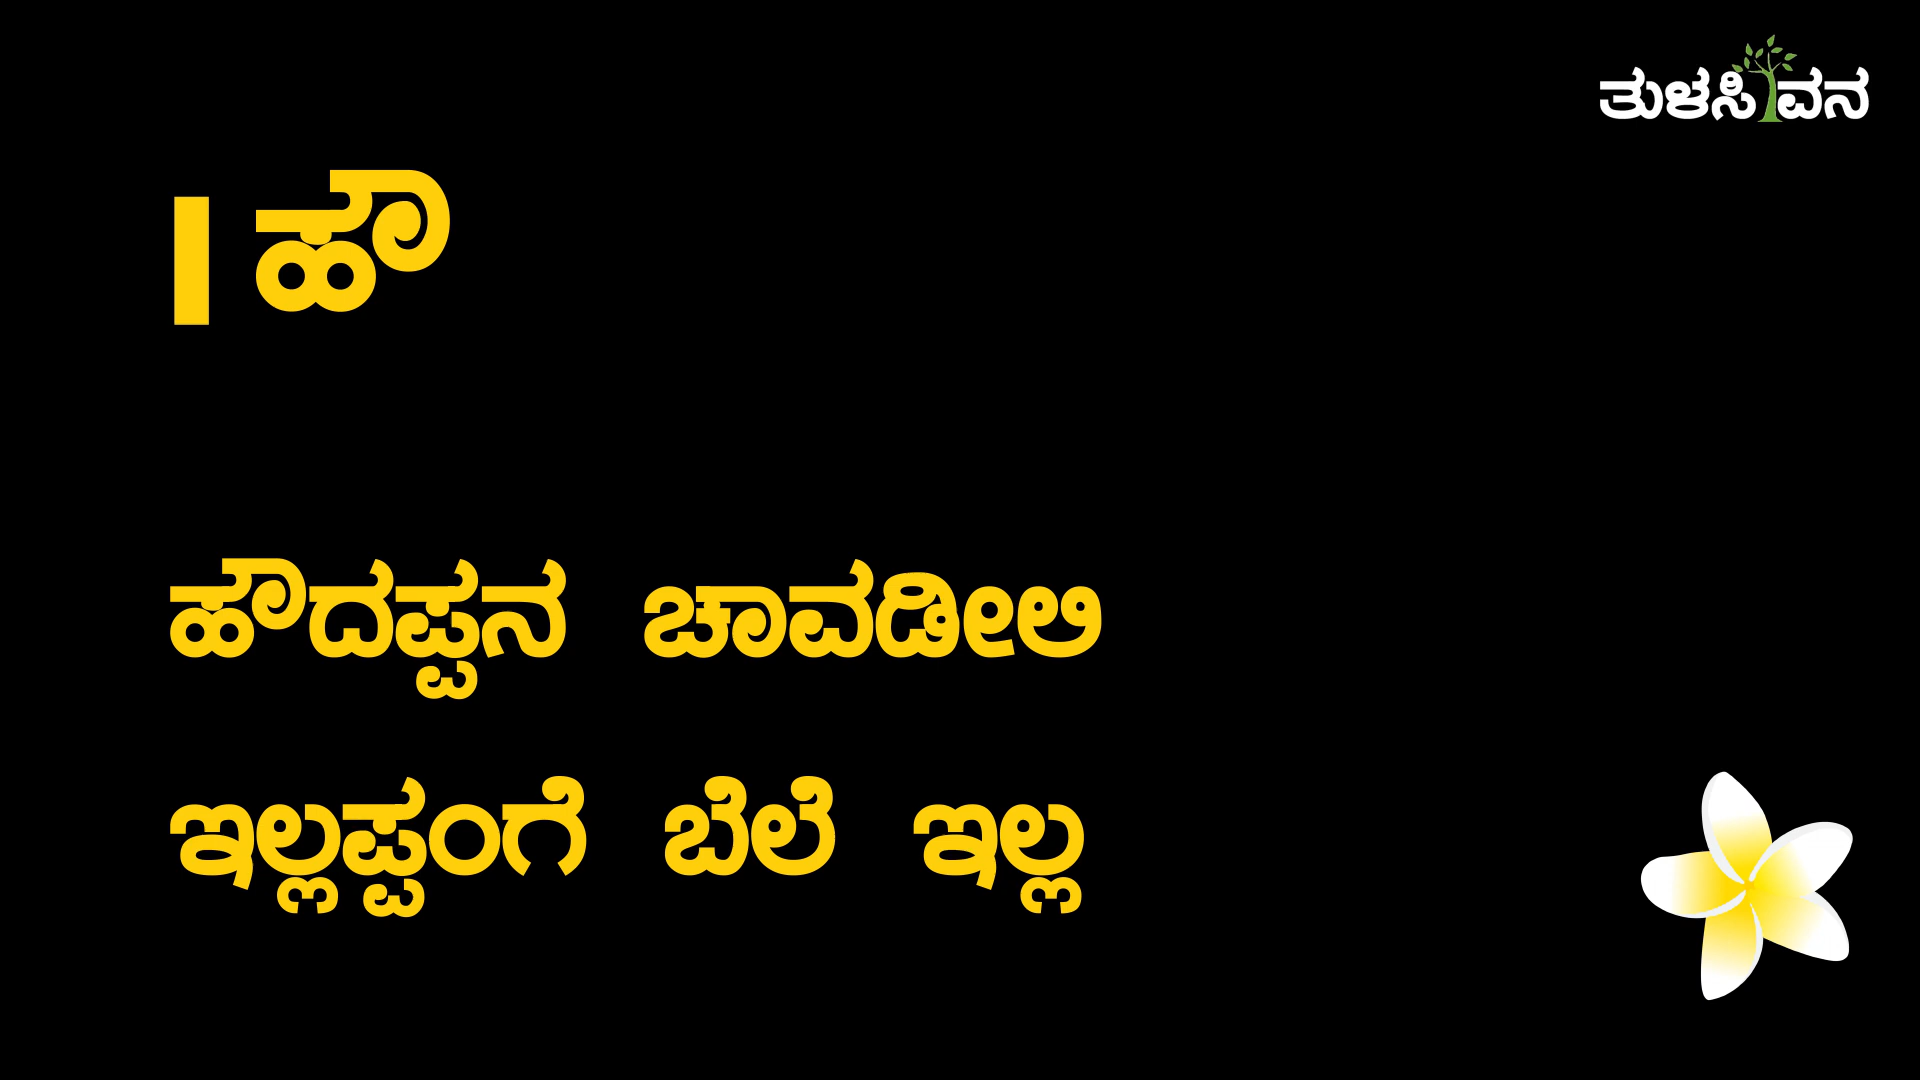 ತುಳಸಿವನ
ಹೌ
ಹೌದಪ್ಪನ ಚಾವಡೀಲಿ
ಇಲ್ಲಪ್ಪಂಗೆ ಬೆಲೆ ಇಲ್ಲ